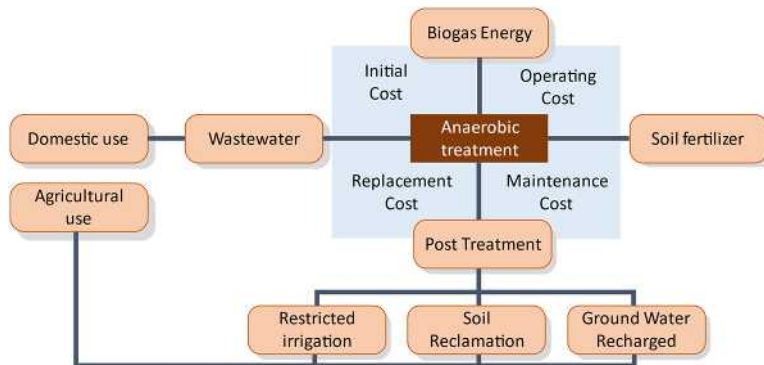 Biogas Energy
Initial
Cost
Operating
Cost
Domestic use
Wastewater
Anaerobic
treatment
Soil fertilizer
Agricultural
use
Replacement
Cost
Maintenance
Cost
Post Treatment
Restricted
irrigation
Soil
Reclamation
Ground Water
Recharged